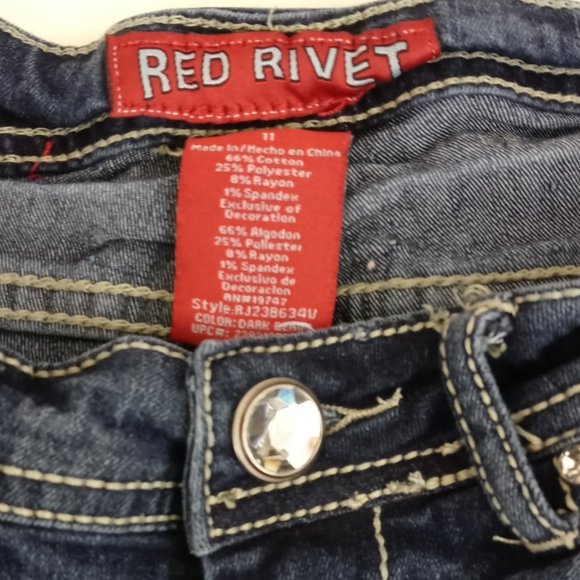 RED RIVET
11
Made In/Hecho en China
66% Cotton
25% Polyester
8% Rayon
1% Spandex
Exclusive of
Decoration
66% Algodon
25% Poliester
8% Rayon
1% Spandex
Exclusivo de
Decoracion
RN#19747
Style:RJ23B634V
COLOR:DARK
UPC#: